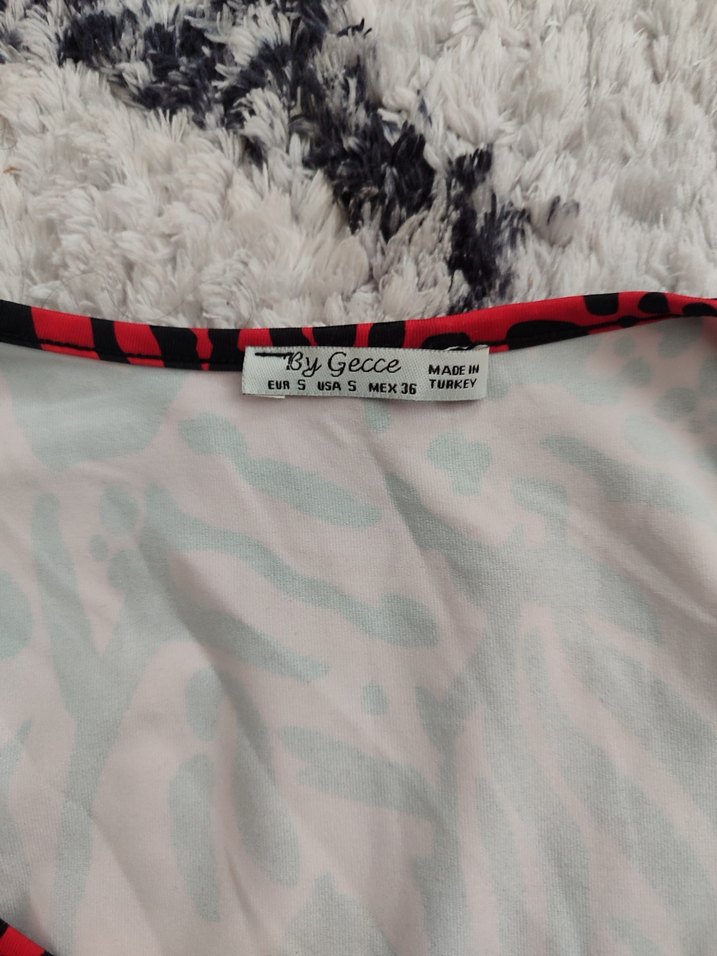 By Gecce
EUR S USA S MEX 36
MADE IN
TURKEY